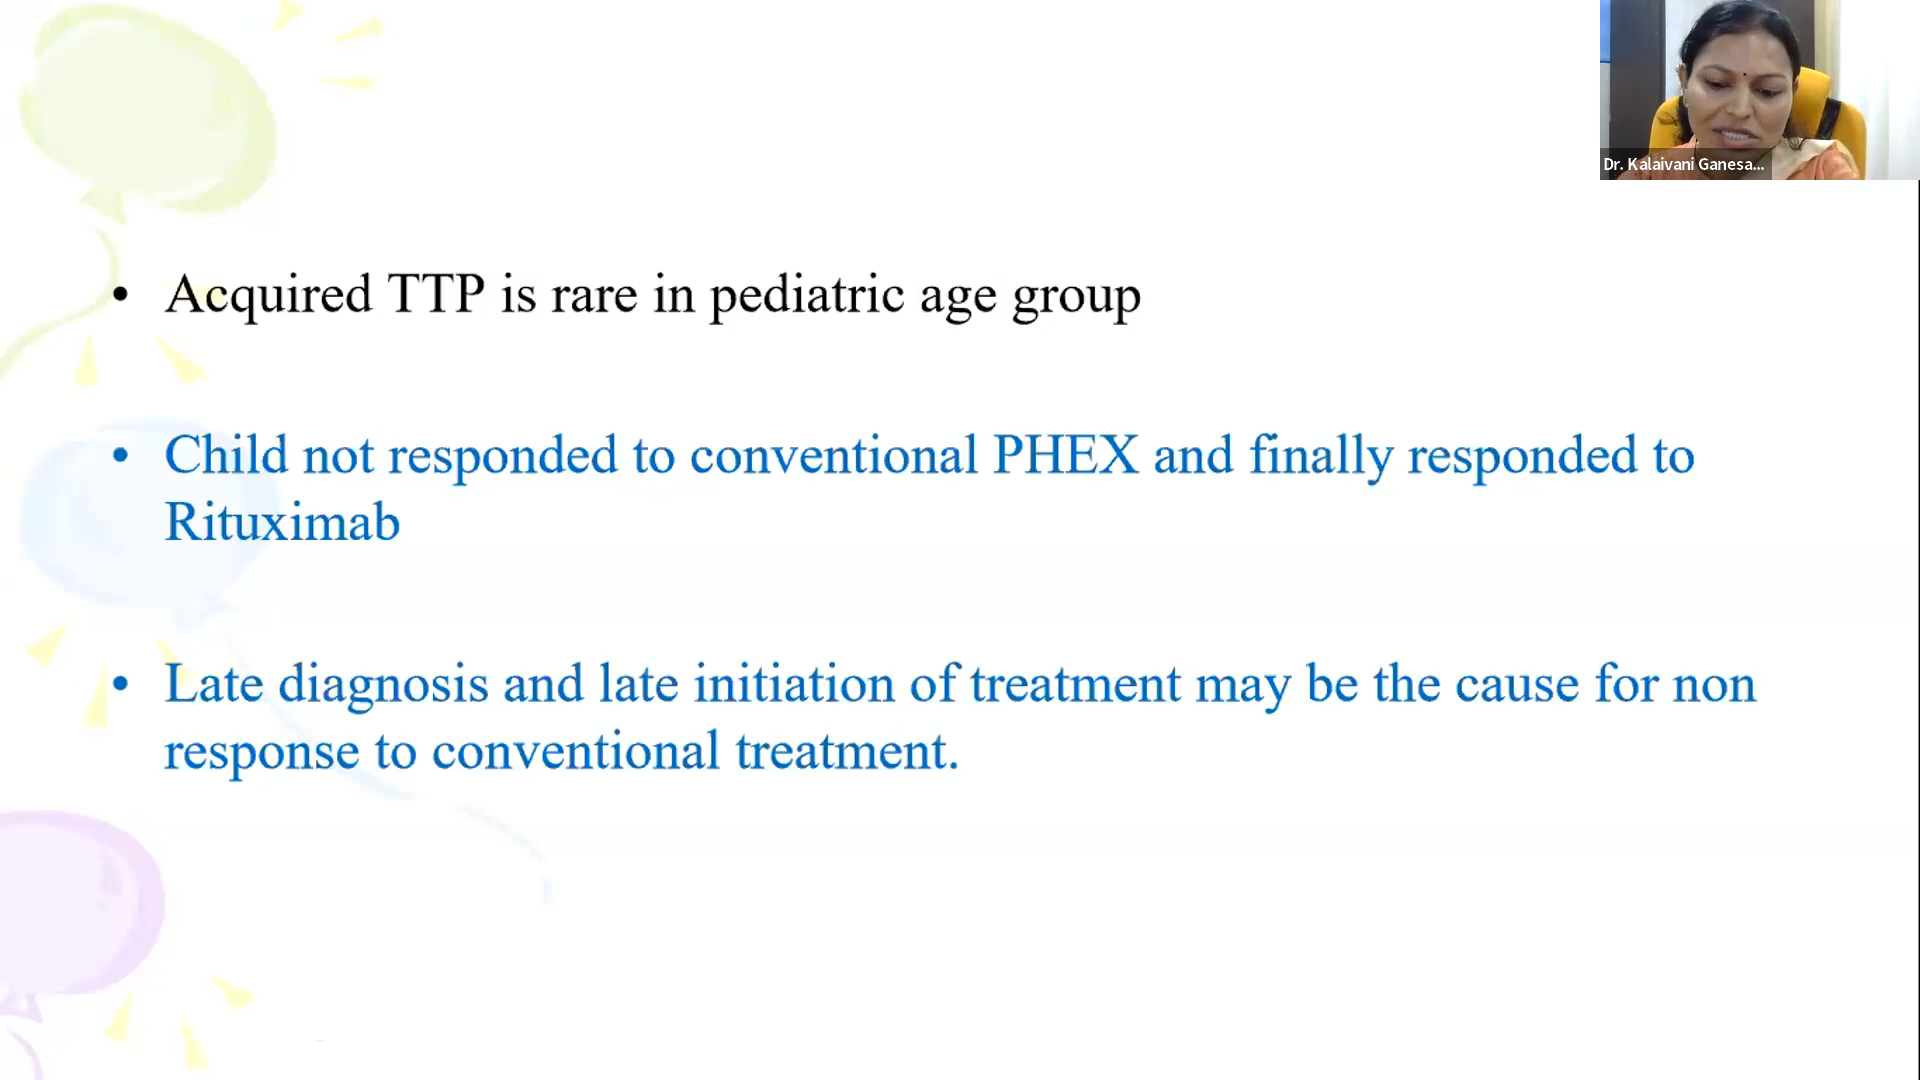 Dr. Kalaivani Ganesa...
• Acquired TTP is rare in pediatric age group
• Child not responded to conventional PHEX and finally responded to
Rituximab
• Late diagnosis and late initiation of treatment may be the cause for non
response to conventional treatment.